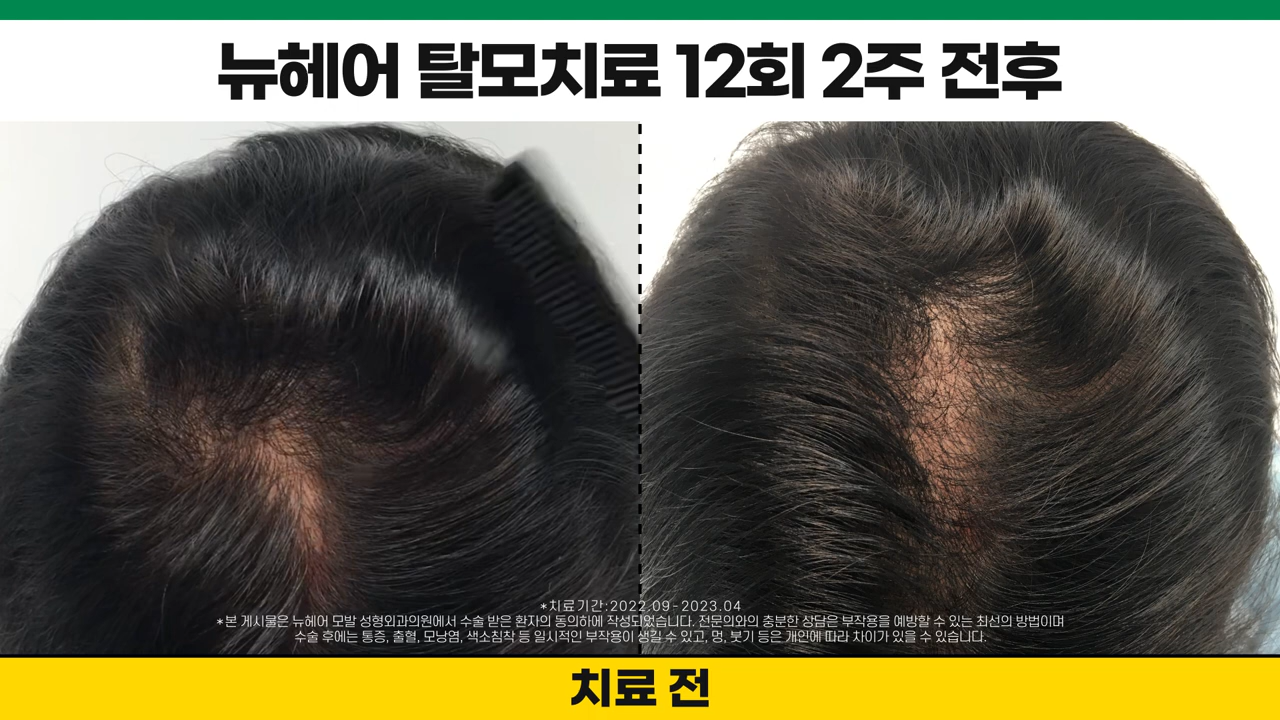 뉴헤어 탈모치료 12회 2주 전후
*치료기간:2022.09-2023.04
*본 게시물은 뉴헤어 모발 성형외과의원에서 수술 받은 환자의 동의하에 작성되었습니다. 전문의와의 충분한 상담은 부작용을 예방할 수 있는 최선의 방법이며
수술 후에는 통증, 출혈, 모낭염, 색소침착 등 일시적인 부작용이 생길 수 있고, 멍, 붓기 등은 개인에 따라 차이가 있을 수 있습니다.
치료 전